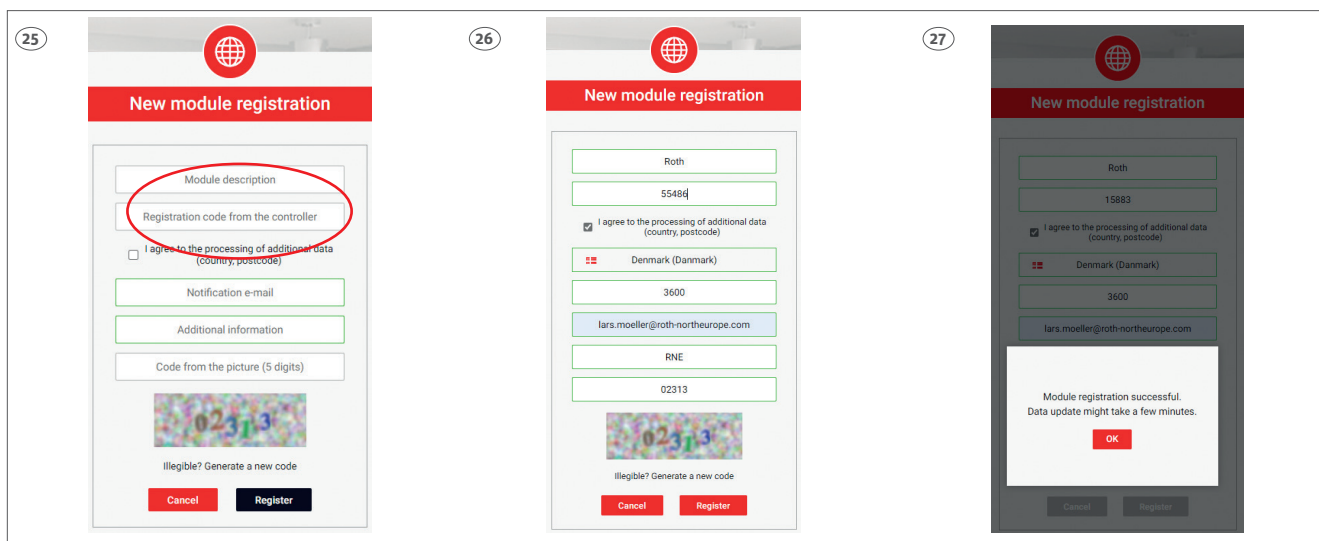 25
New module registration
Module description
Registration code from the controller
I agree to the processing of additional data
(country, postcode)
Notification e-mail
Additional information
Code from the picture (5 digits)
02313
Illegible? Generate a new code
Cancel
Register
26
New module registration
Roth
55486
I agree to the processing of additional data
(country, postcode)
Denmark (Danmark)
3600
lars.moeller@roth-northeurope.com
RNE
02313
02313
Illegible? Generate a new code
Cancel
Register
27
New module registration
Roth
15883
I agree to the processing of additional data
(country, postcode)
Denmark (Danmark)
3600
lars.moeller@roth-northeurope.com
Module registration successful.
Data update might take a few minutes.
OK
Cancel
Register